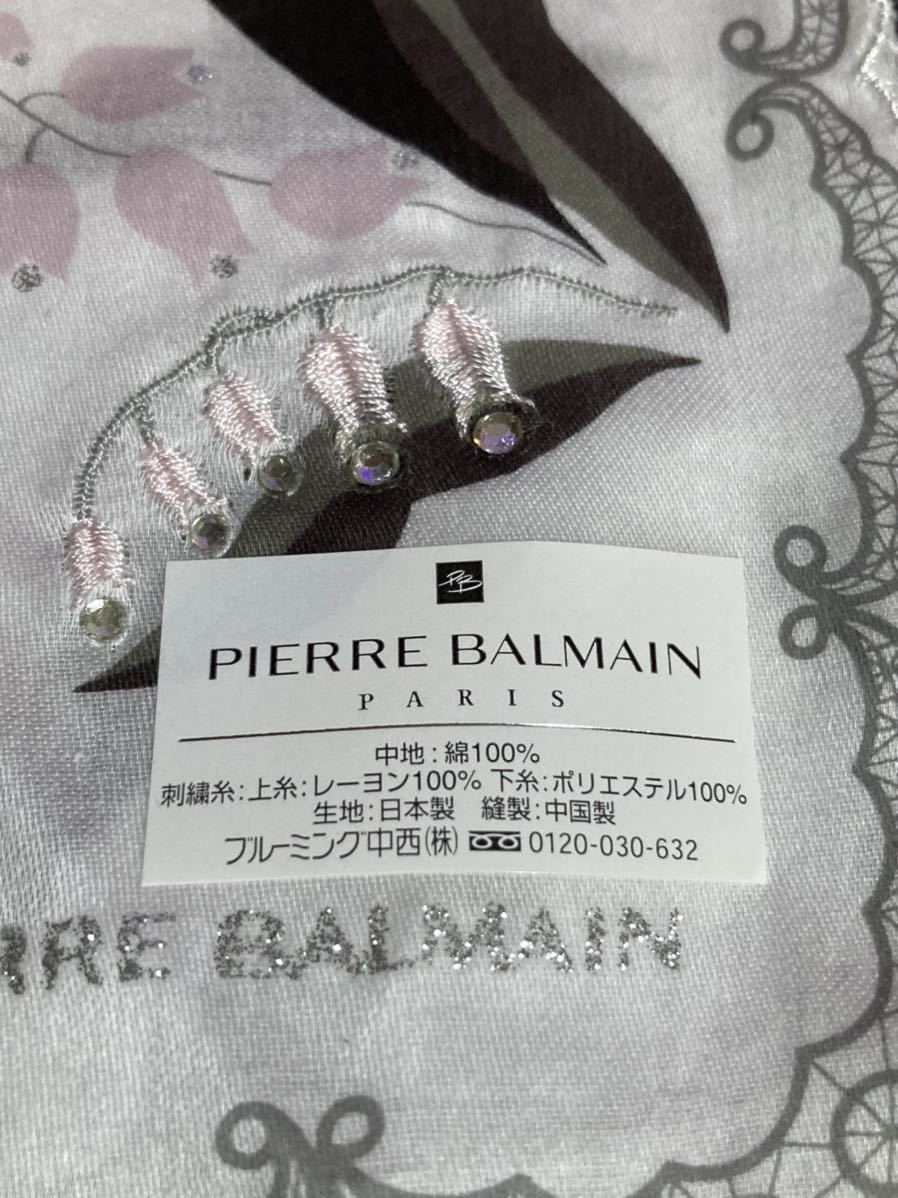 PB
PIERRE BALMAIN
PARIS
中地:綿100%
刺繍糸:上糸:レーヨン100% 下糸:ポリエステル100%
生地:日本製 縫製:中国製
ブルーミング中西(株) 0120-030-632
RRE BALMAIN